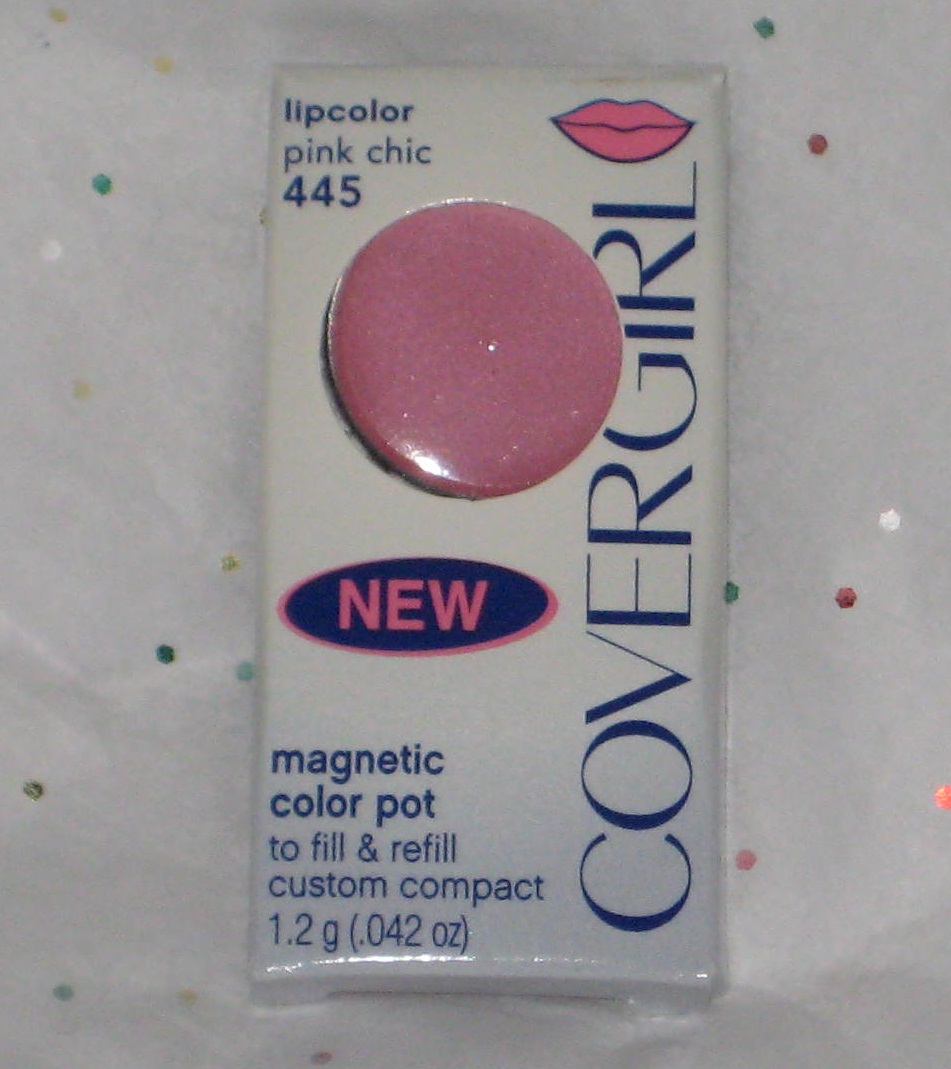 lipcolor
pink chic
445
COVERGIRL
NEW
magnetic
color pot
to fill & refill
custom compact
1.2 g (.042 oz)